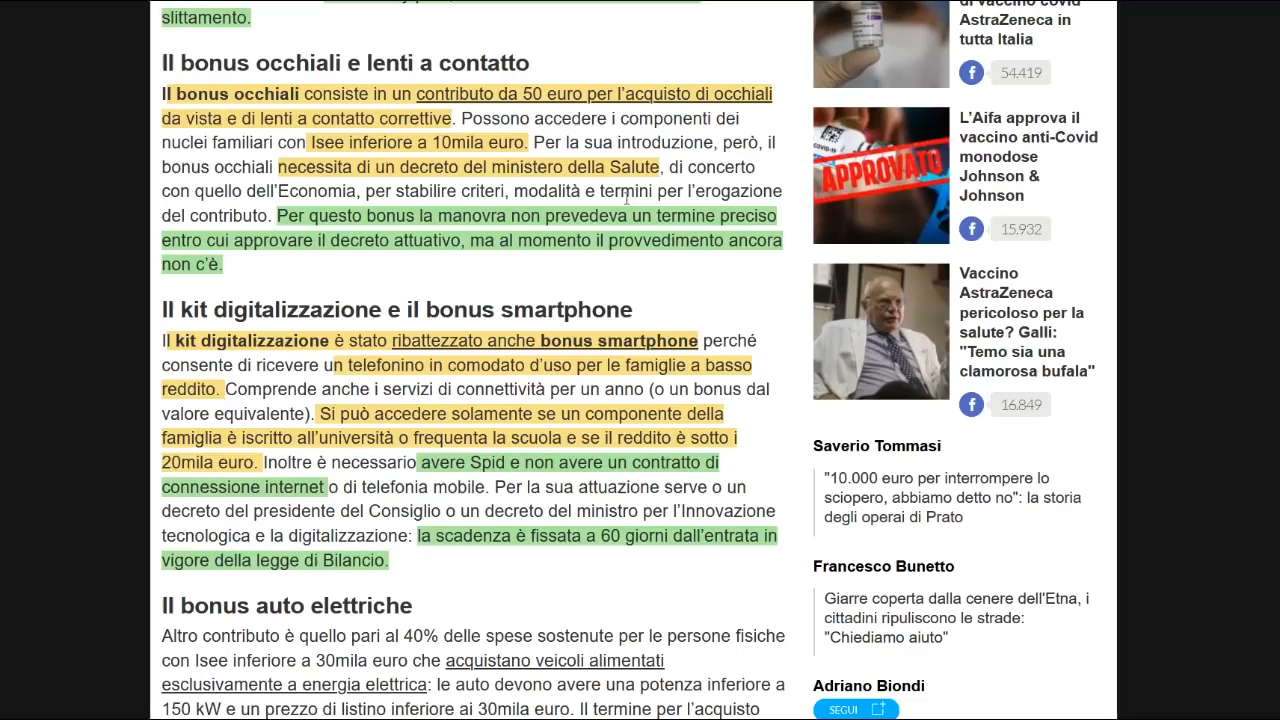 slittamento.
Il bonus occhiali e lenti a contatto
Il bonus occhiali consiste in un contributo da 50 euro per l’acquisto di occhiali
da vista e di lenti a contatto correttive. Possono accedere i componenti dei
nuclei familiari con Isee inferiore a 10mila euro. Per la sua introduzione, però, il
bonus occhiali necessita di un decreto del ministero della Salute, di concerto
con quello dell’Economia, per stabilire criteri, modalità e termini per l’erogazione
del contributo. Per questo bonus la manovra non prevedeva un termine preciso
entro cui approvare il decreto attuativo, ma al momento il provvedimento ancora
non c’è.
Il kit digitalizzazione e il bonus smartphone
Il kit digitalizzazione è stato ribattezzato anche bonus smartphone perché
consente di ricevere un telefonino in comodato d’uso per le famiglie a basso
reddito. Comprende anche i servizi di connettività per un anno (o un bonus dal
valore equivalente). Si può accedere solamente se un componente della
famiglia è iscritto all’università o frequenta la scuola e se il reddito è sotto i
20mila euro. Inoltre è necessario avere Spid e non avere un contratto di
connessione internet o di telefonia mobile. Per la sua attuazione serve o un
decreto del presidente del Consiglio o un decreto del ministro per l’Innovazione
tecnologica e la digitalizzazione: la scadenza è fissata a 60 giorni dall’entrata in
vigore della legge di Bilancio.
Il bonus auto elettriche
Altro contributo è quello pari al 40% delle spese sostenute per le persone fisiche
con Isee inferiore a 30mila euro che acquistano veicoli alimentati
esclusivamente a energia elettrica: le auto devono avere una potenza inferiore a
150 kW e un prezzo di listino inferiore ai 30mila euro. Il termine per l’acquisto
di vaccino covid
AstraZeneca in
tutta Italia
54.419
COVID-19
APPROVATO
L’Aifa approva il
vaccino anti-Covid
monodose
Johnson &
Johnson
15.932
Vaccino
AstraZeneca
pericoloso per la
salute? Galli:
"Temo sia una
clamorosa bufala"
16.849
Saverio Tommasi
"10.000 euro per interrompere lo
sciopero, abbiamo detto no": la storia
degli operai di Prato
Francesco Bunetto
Giarre coperta dalla cenere dell'Etna, i
cittadini ripuliscono le strade:
"Chiediamo aiuto"
Adriano Biondi
SEGUI